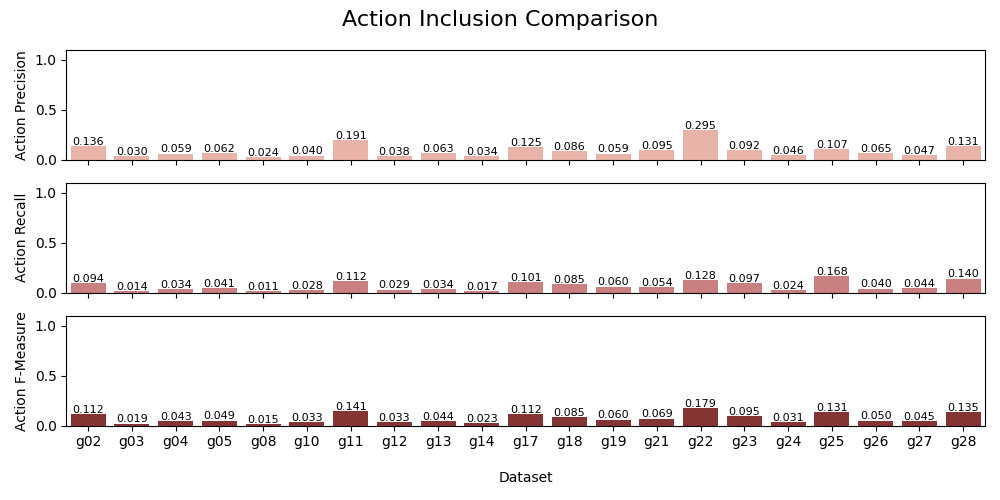 Action Inclusion Comparison
Action Precision
1.0
0.5
0.0
0.136 0.030 0.059 0.062 0.024 0.040 0.191 0.038 0.063 0.034 0.125 0.086 0.059 0.095 0.295 0.092 0.046 0.107 0.065 0.047 0.131
Action Recall
1.0
0.5
0.0
0.094 0.014 0.034 0.041 0.011 0.028 0.112 0.029 0.034 0.017 0.101 0.085 0.060 0.054 0.128 0.097 0.024 0.168 0.040 0.044 0.140
Action F-Measure
1.0
0.5
0.0
0.112 0.019 0.043 0.049 0.015 0.033 0.141 0.033 0.044 0.023 0.112 0.085 0.060 0.069 0.179 0.095 0.031 0.131 0.050 0.045 0.135
g02 g03 g04 g05 g08 g10 g11 g12 g13 g14 g17 g18 g19 g21 g22 g23 g24 g25 g26 g27 g28
Dataset